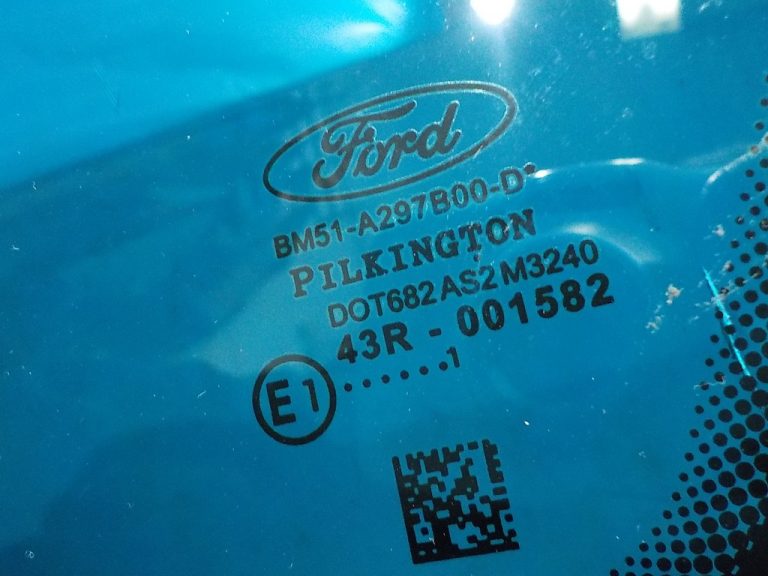 Ford
BM51-A297B00-D*
PILKINGTON
DOT682 AS2 M3240
43R - 001582
E1 ......1